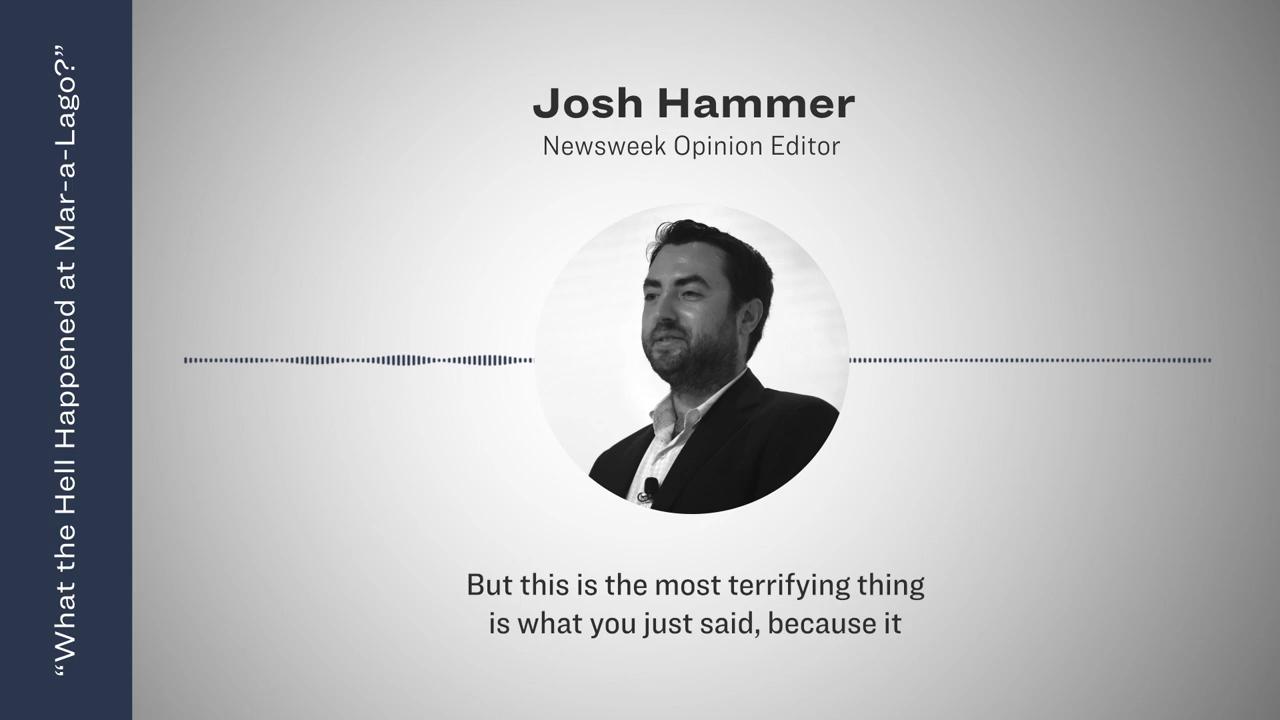 “What the Hell Happened at Mar-a-Lago?”
Josh Hammer
Newsweek Opinion Editor
But this is the most terrifying thing
is what you just said, because it